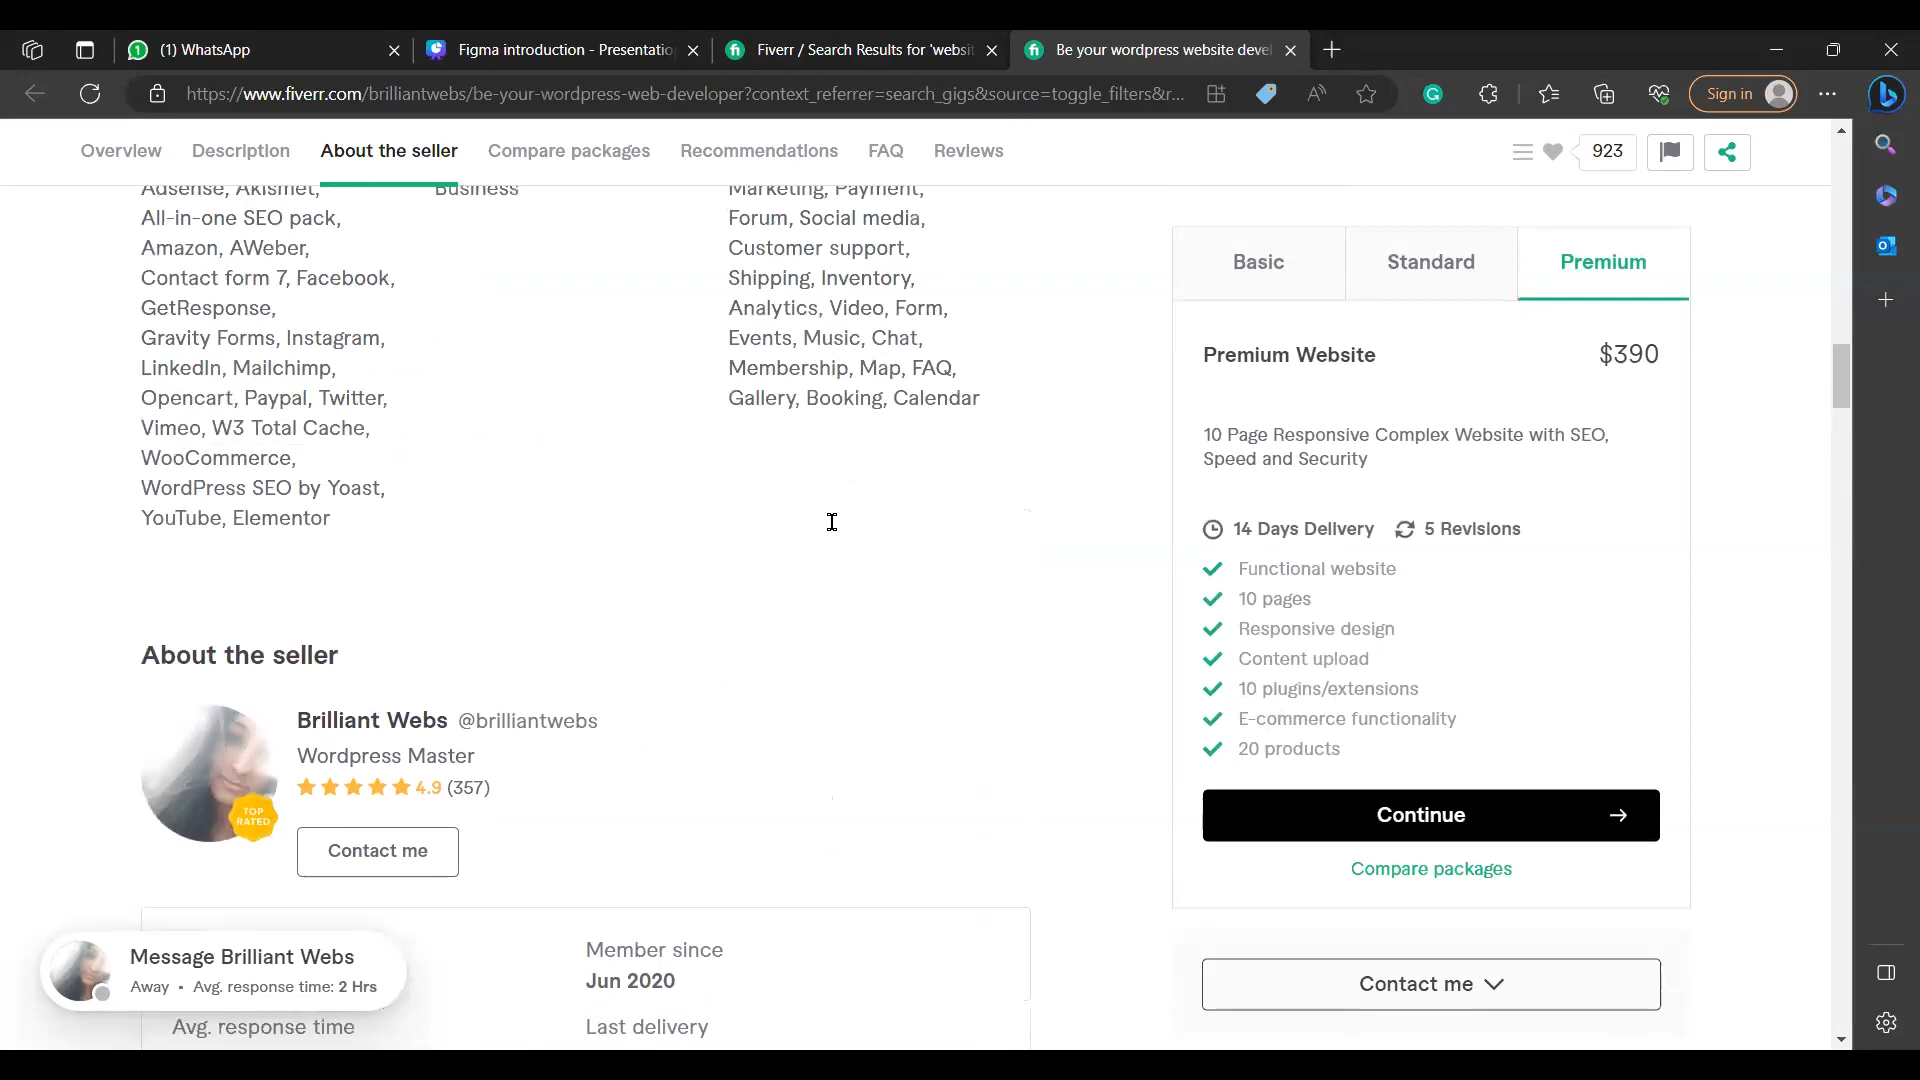 (1) WhatsApp
Figma introduction - Presentatio
Fiverr / Search Results for 'websit
Be your wordpress website devel
https://www.fiverr.com/brilliantwebs/be-your-wordpress-web-developer?context_referrer=search_gigs&source=toggle_filters&r...
Sign in
Overview
Description
About the seller
Compare packages
Recommendations
FAQ
Reviews
923
Adsense, Akismet,
All-in-one SEO pack,
Amazon, AWeber,
Contact form 7, Facebook,
GetResponse,
Gravity Forms, Instagram,
LinkedIn, Mailchimp,
Opencart, Paypal, Twitter,
Vimeo, W3 Total Cache,
WooCommerce,
WordPress SEO by Yoast,
YouTube, Elementor
Business
Marketing, Payment,
Forum, Social media,
Customer support,
Shipping, Inventory,
Analytics, Video, Form,
Events, Music, Chat,
Membership, Map, FAQ,
Gallery, Booking, Calendar
About the seller
Brilliant Webs @brilliantwebs
Wordpress Master
4.9 (357)
TOP
RATED
Contact me
Member since
Jun 2020
Avg. response time
Last delivery
Message Brilliant Webs
Away • Avg. response time: 2 Hrs
Basic
Standard
Premium
Premium Website
$390
10 Page Responsive Complex Website with SEO,
Speed and Security
14 Days Delivery
5 Revisions
Functional website
10 pages
Responsive design
Content upload
10 plugins/extensions
E-commerce functionality
20 products
Continue
Compare packages
Contact me